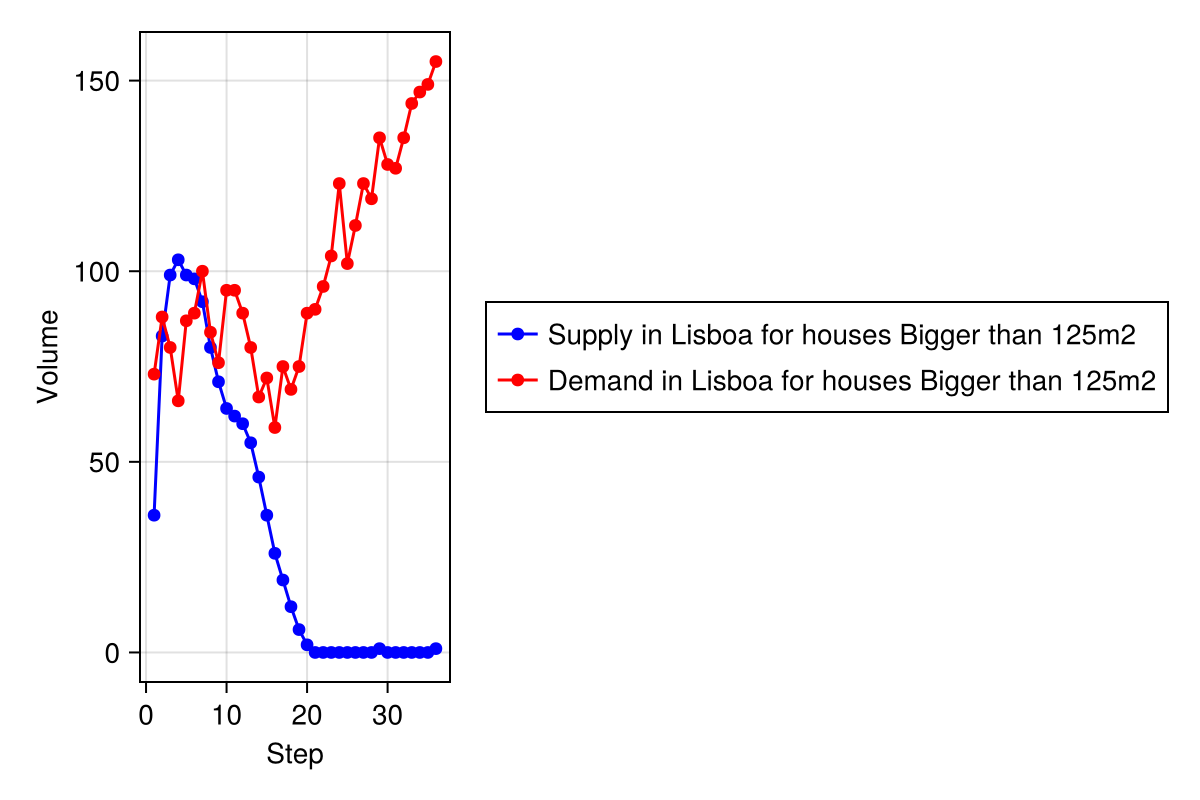 150
100
50
0
Volume
0 10 20 30
Step
Supply in Lisboa for houses Bigger than 125m2
Demand in Lisboa for houses Bigger than 125m2